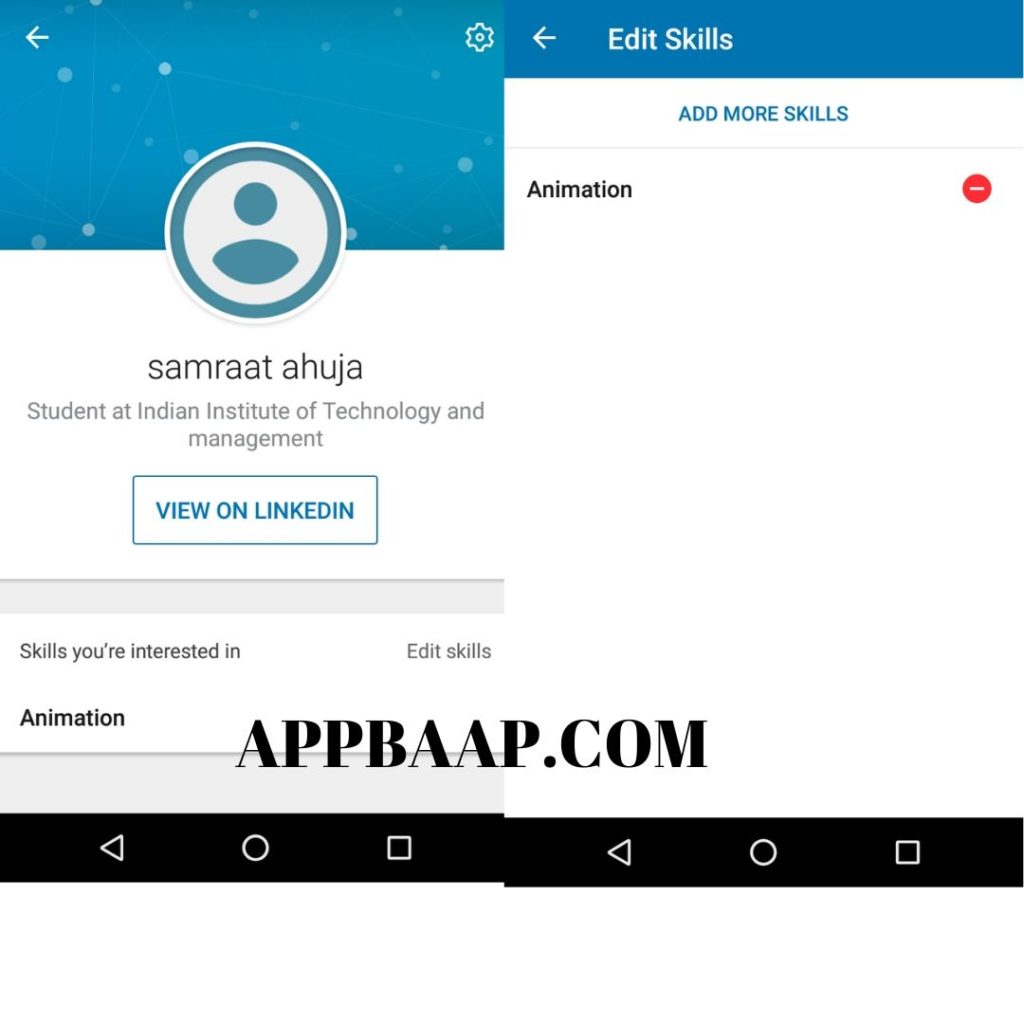 samraat ahuja
Student at Indian Institute of Technology and
management
VIEW ON LINKEDIN
Skills you’re interested in
Edit skills
Animation
Edit Skills
ADD MORE SKILLS
Animation
APPBAAP.COM